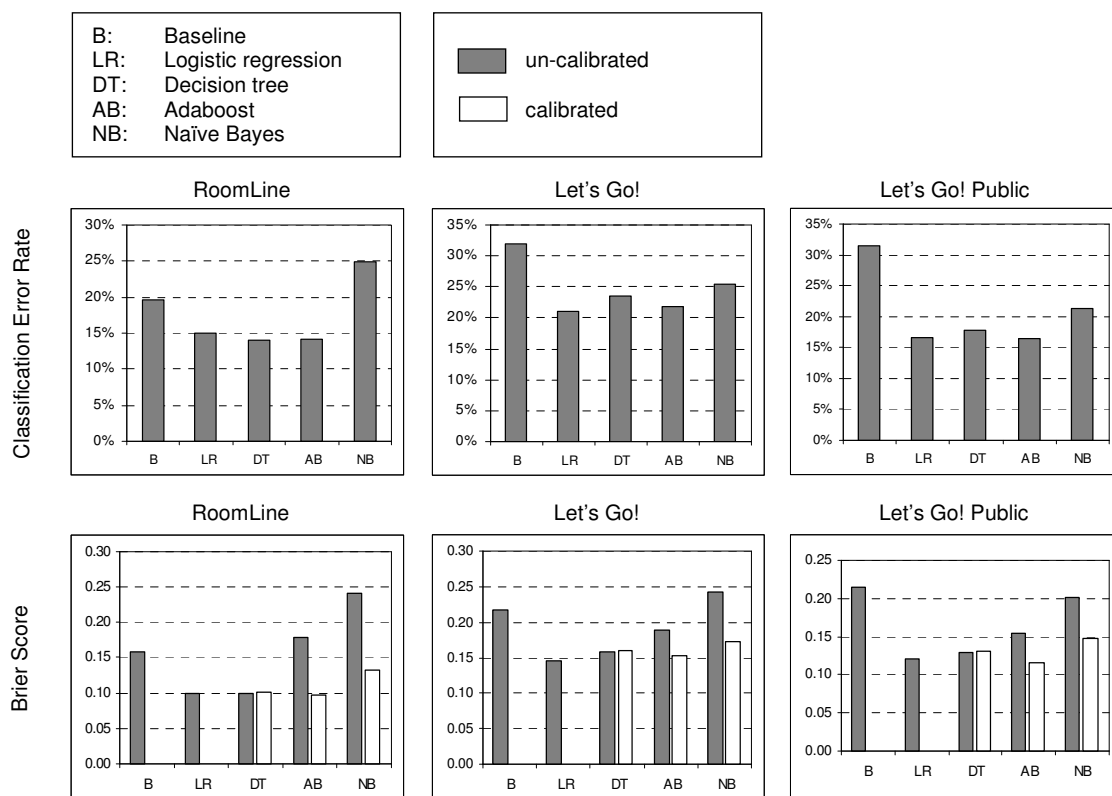 B: Baseline
LR: Logistic regression
DT: Decision tree
AB: Adaboost
NB: Naïve Bayes
un-calibrated
calibrated
Classification Error Rate
RoomLine
30%
25%
20%
15%
10%
5%
0%
B LR DT AB NB
Let's Go!
35%
30%
25%
20%
15%
10%
5%
0%
B LR DT AB NB
Let's Go! Public
35%
30%
25%
20%
15%
10%
5%
0%
B LR DT AB NB
Brier Score
RoomLine
0.30
0.25
0.20
0.15
0.10
0.05
0.00
B LR DT AB NB
Let's Go!
0.30
0.25
0.20
0.15
0.10
0.05
0.00
B LR DT AB NB
Let's Go! Public
0.25
0.20
0.15
0.10
0.05
0.00
B LR DT AB NB